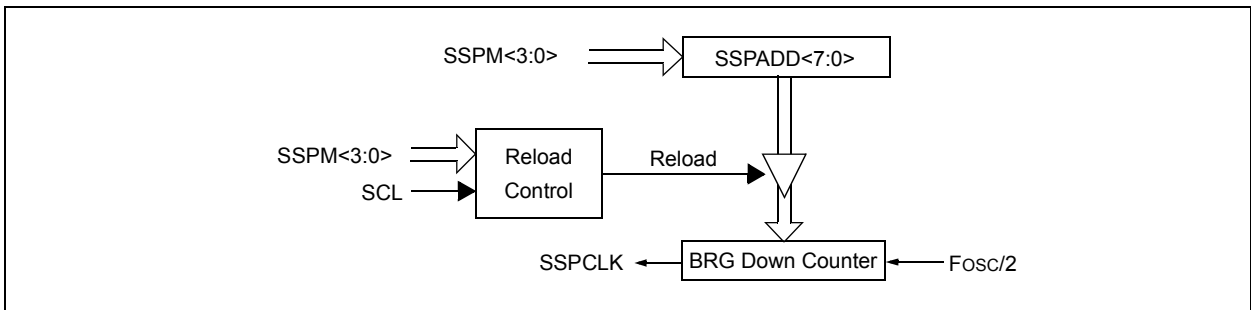 SSPM<3:0>
SSPADD<7:0>
SSPM<3:0>
SCL
Reload
Control
Reload
SSPCLK
BRG Down Counter
FOSC/2